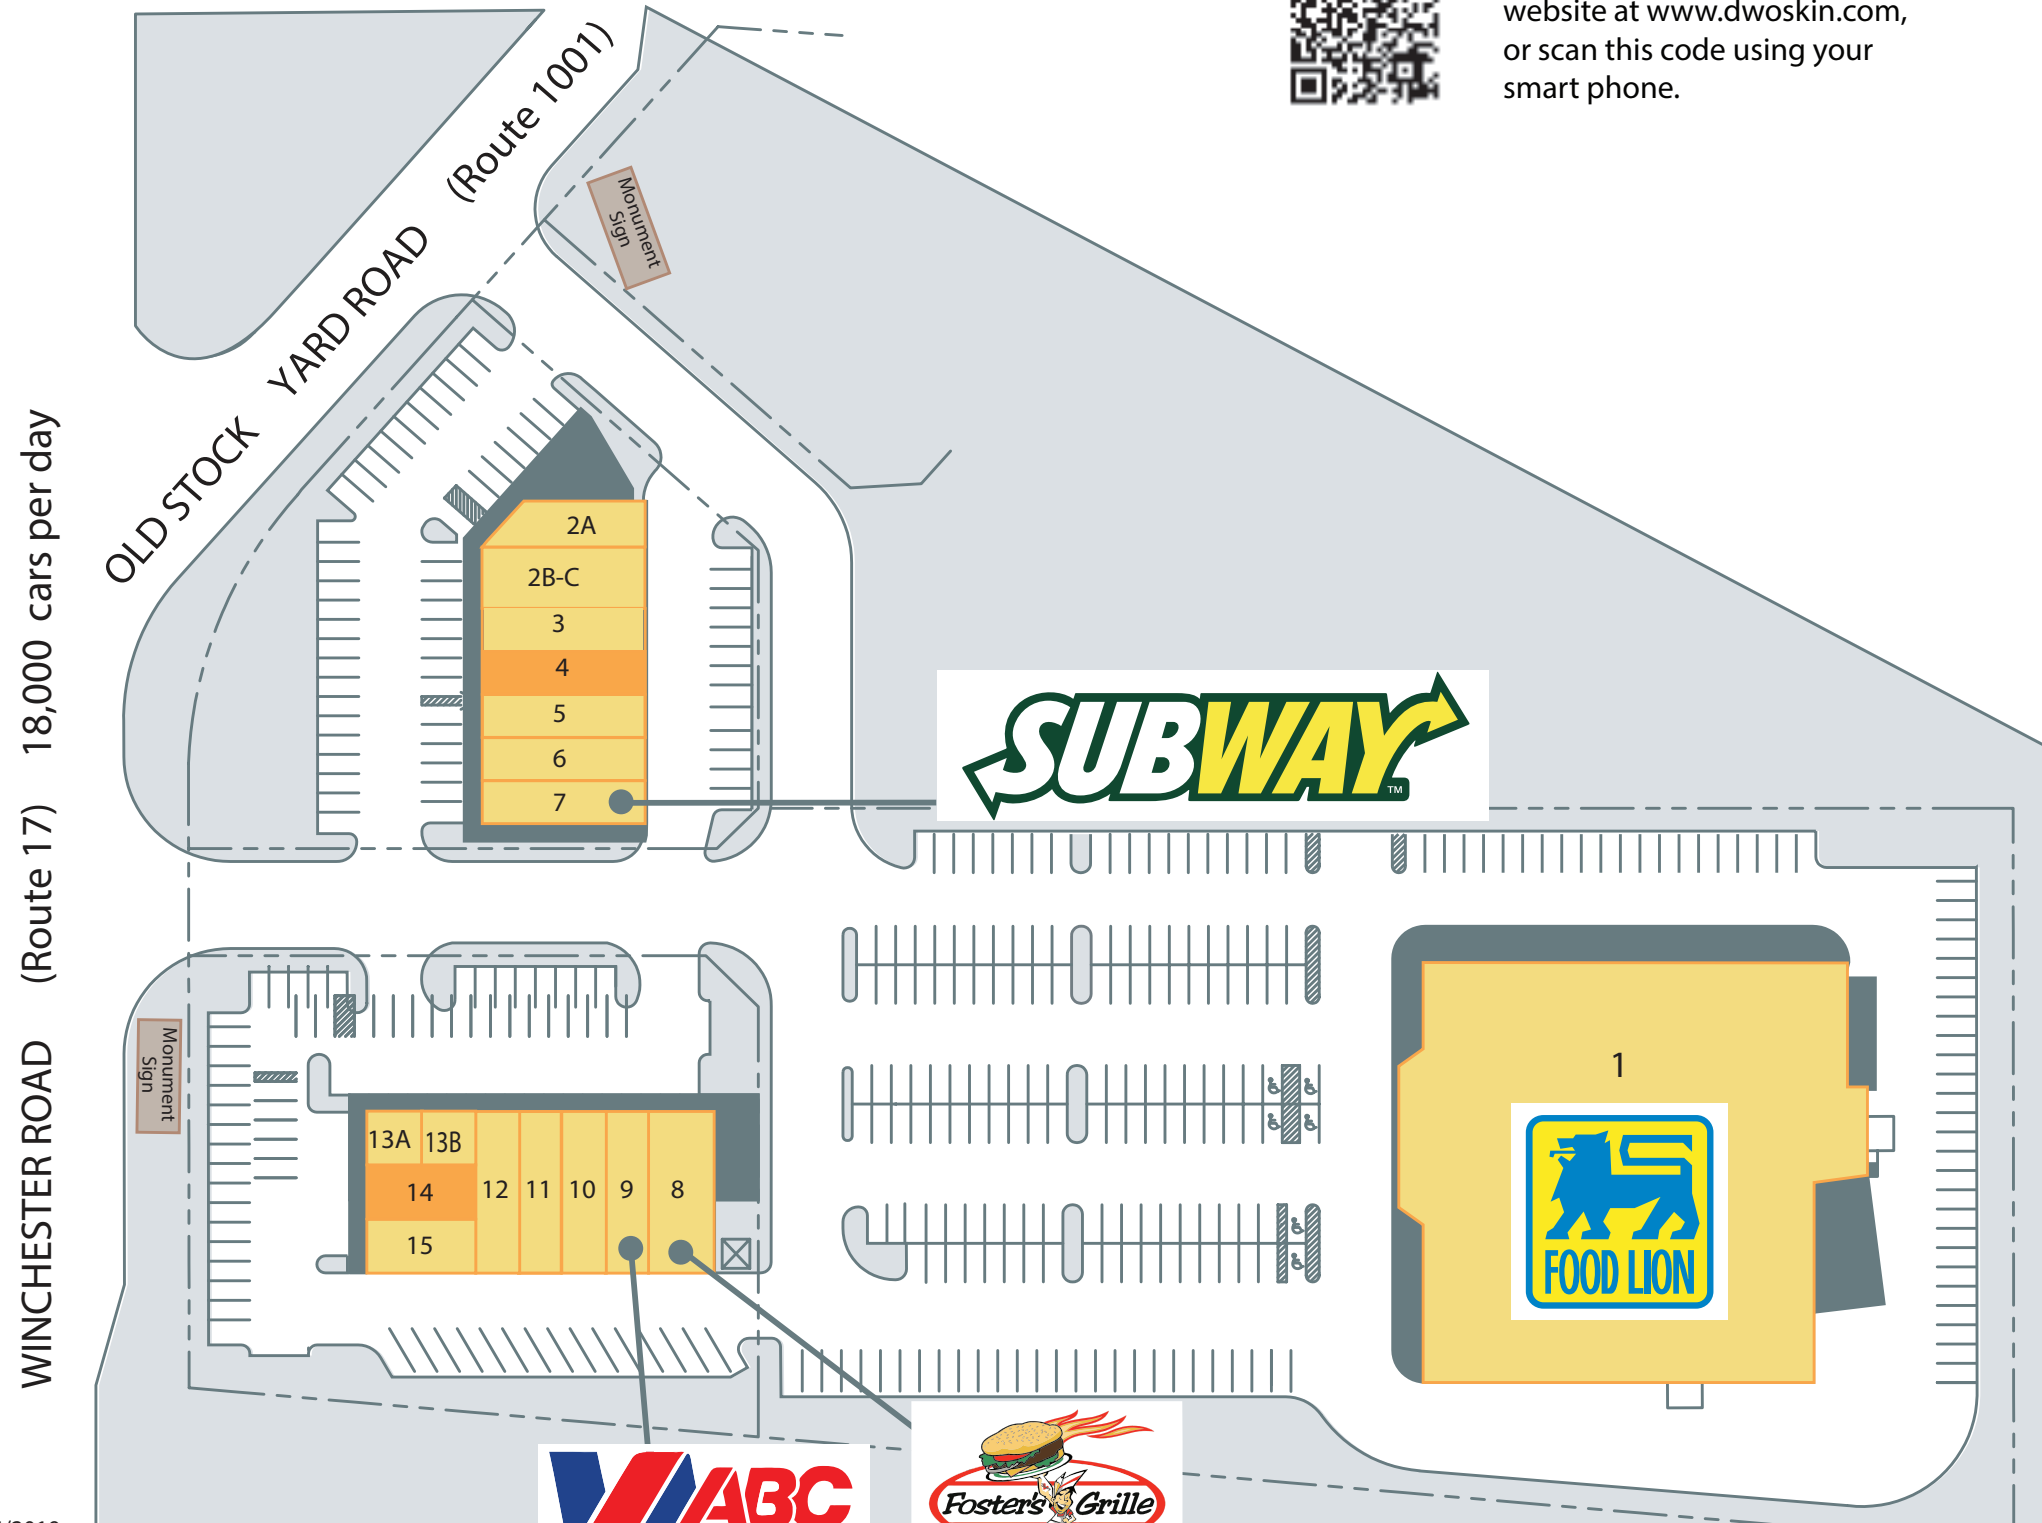 website at www.dwoskin.com,
or scan this code using your
smart phone.
OLD STOCK YARD ROAD (Route 1001)
Monument
Sign
WINCHESTER ROAD (Route 17) 18,000 cars per day
2A
2B-C
3
4
5
6
7
SUBWAY
TM
Monument
Sign
13A
13B
14
15
12
11
10
9
8
1
FOOD LION
ABC
Foster's Grille